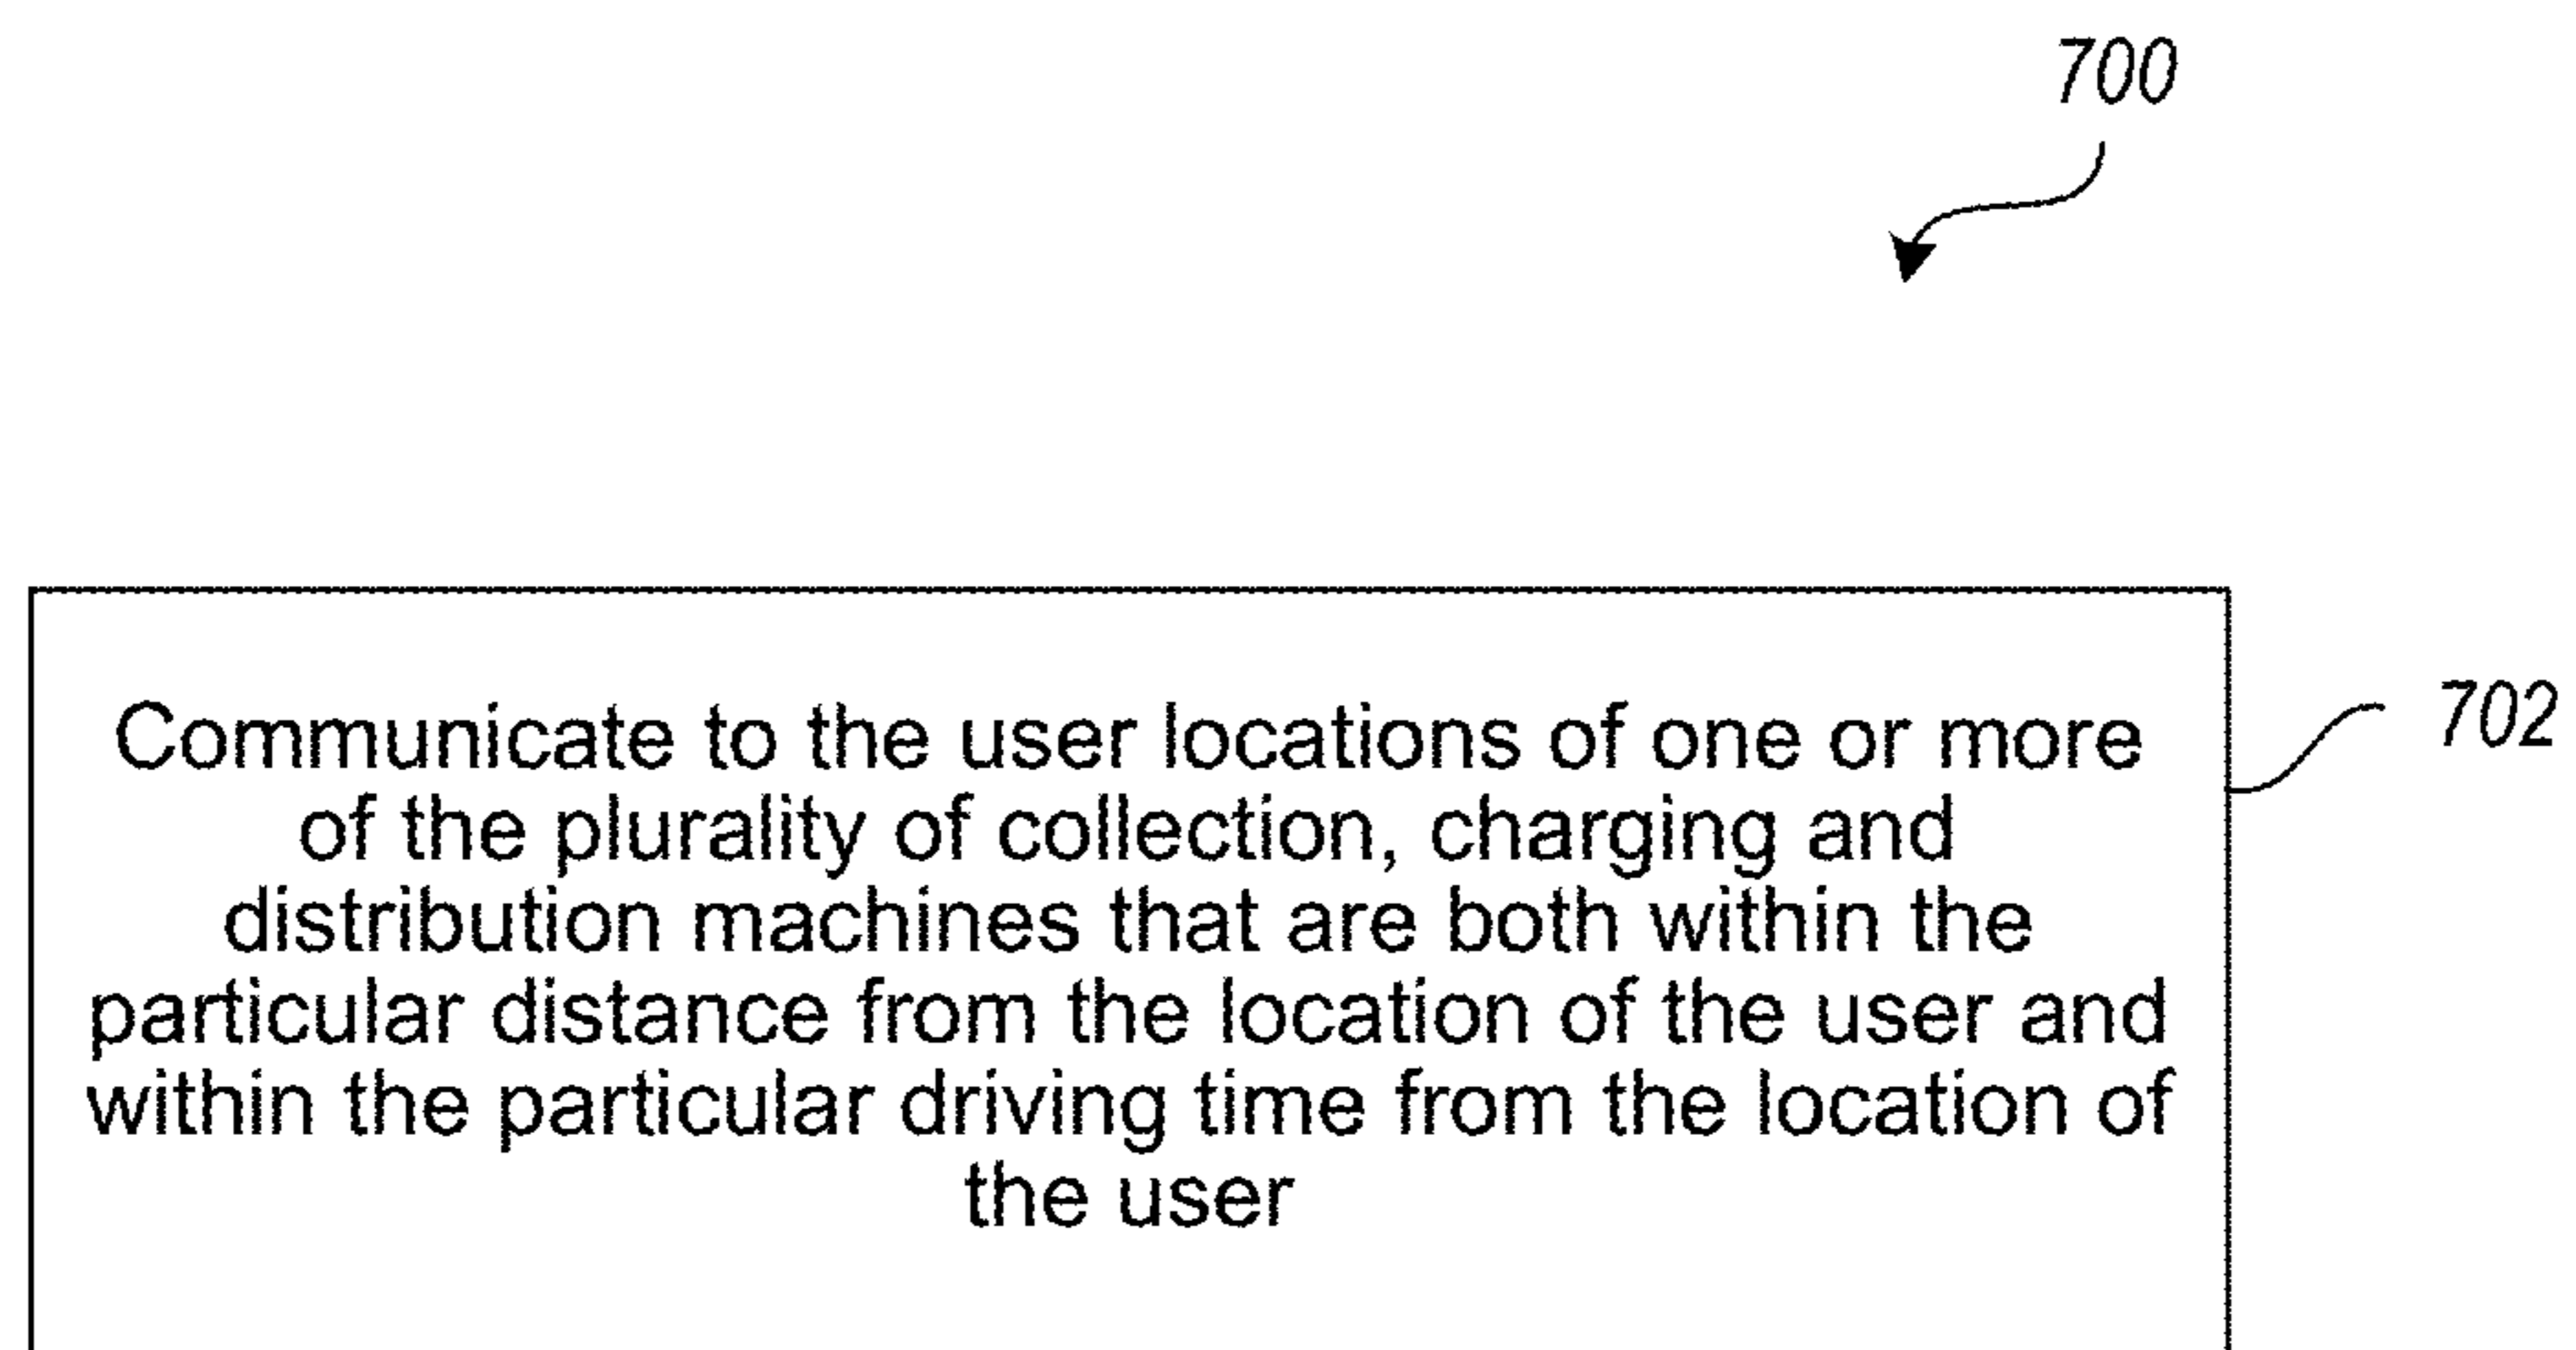 700
Communicate to the user locations of one or more
of the plurality of collection, charging and
distribution machines that are both within the
particular distance from the location of the user and
within the particular driving time from the location of
the user
702